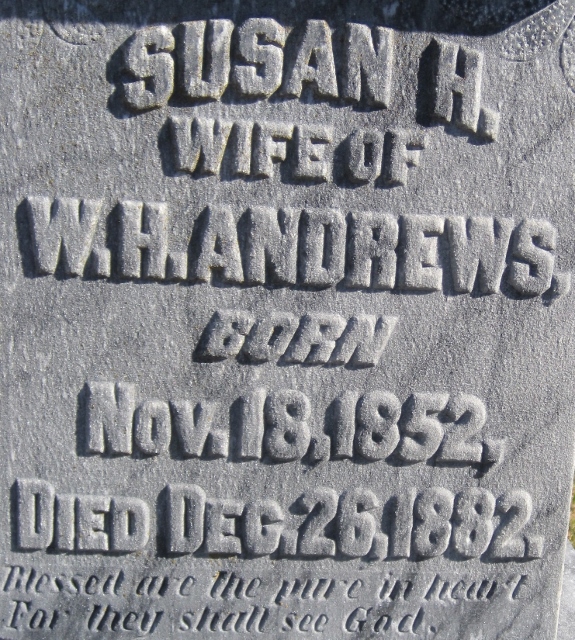 SUSAN H.
WIFE OF
W.H. ANDREWS,
BORN
NOV. 18, 1852,
DIED DEC. 26, 1882.
Blessed are the pure in heart
For they shall see God.